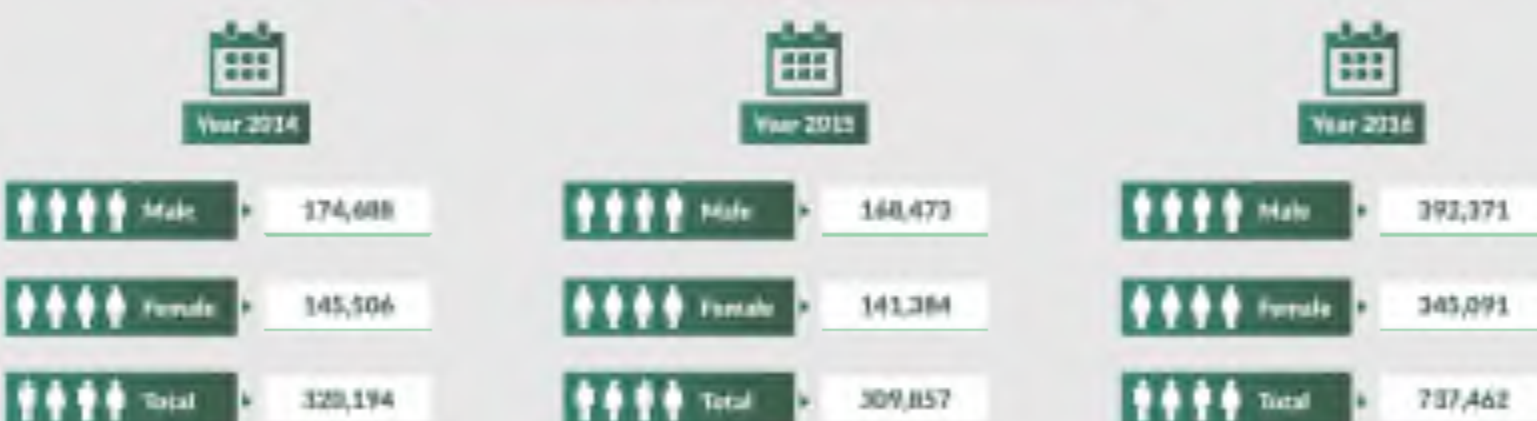 Year 2014
Year 2015
Year 2016
Male 174,688
Male 168,473
Male 392,371
Female 145,506
Female 141,384
Female 345,091
Total 320,194
Total 309,857
Total 737,462